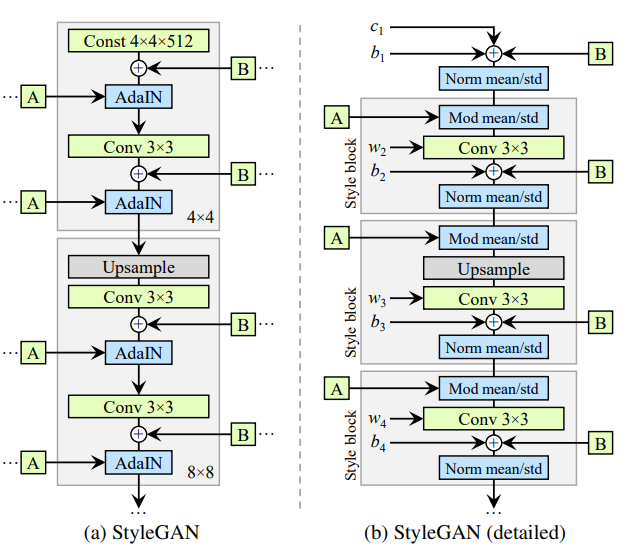 Const 4×4×512
B ···
··· A
AdaIN
Conv 3×3
B ···
··· A
AdaIN
4×4
Upsample
Conv 3×3
B ···
··· A
AdaIN
Conv 3×3
B ···
··· A
AdaIN
8×8
···
(a) StyleGAN
c1
b1
B
Norm mean/std
A
Mod mean/std
w2
Conv 3×3
b2
B
Norm mean/std
Style block
A
Mod mean/std
Upsample
w3
Conv 3×3
b3
B
Norm mean/std
Style block
A
Mod mean/std
w4
Conv 3×3
b4
B
Norm mean/std
Style block
···
(b) StyleGAN (detailed)